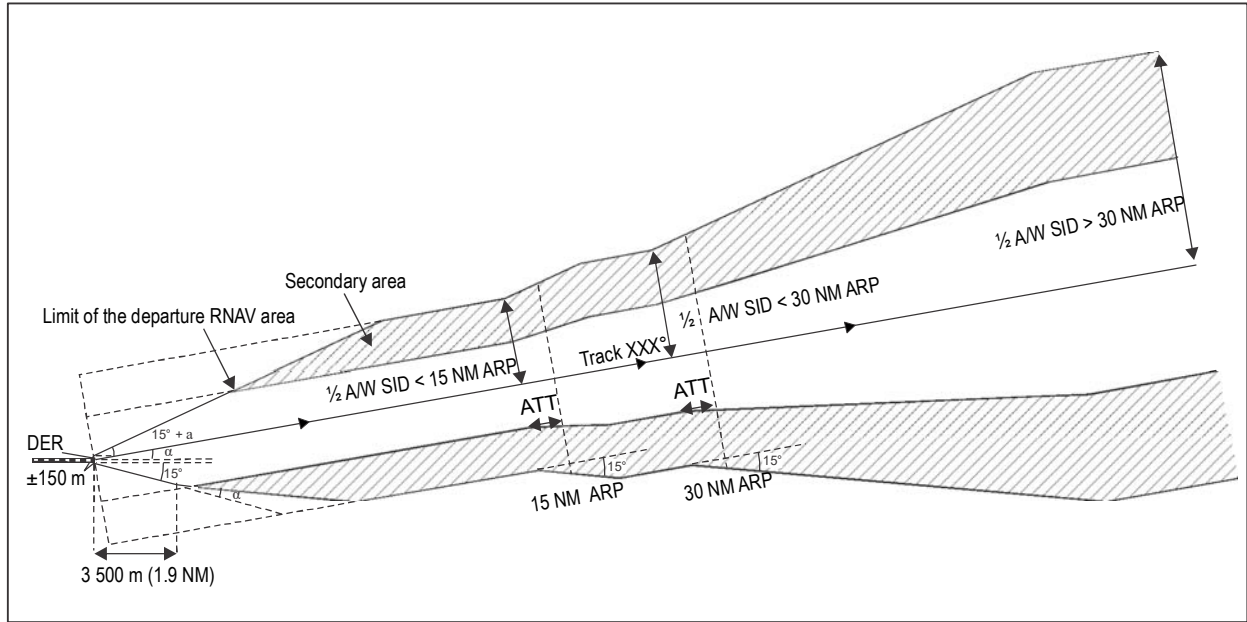 ½ A/W SID > 30 NM ARP
Secondary area
½ A/W SID < 30 NM ARP
Limit of the departure RNAV area
Track XXX°
½ A/W SID < 15 NM ARP
ATT
ATT
DER
15° + a
α
15°
±150 m
α
15°
15°
15 NM ARP
30 NM ARP
3 500 m (1.9 NM)